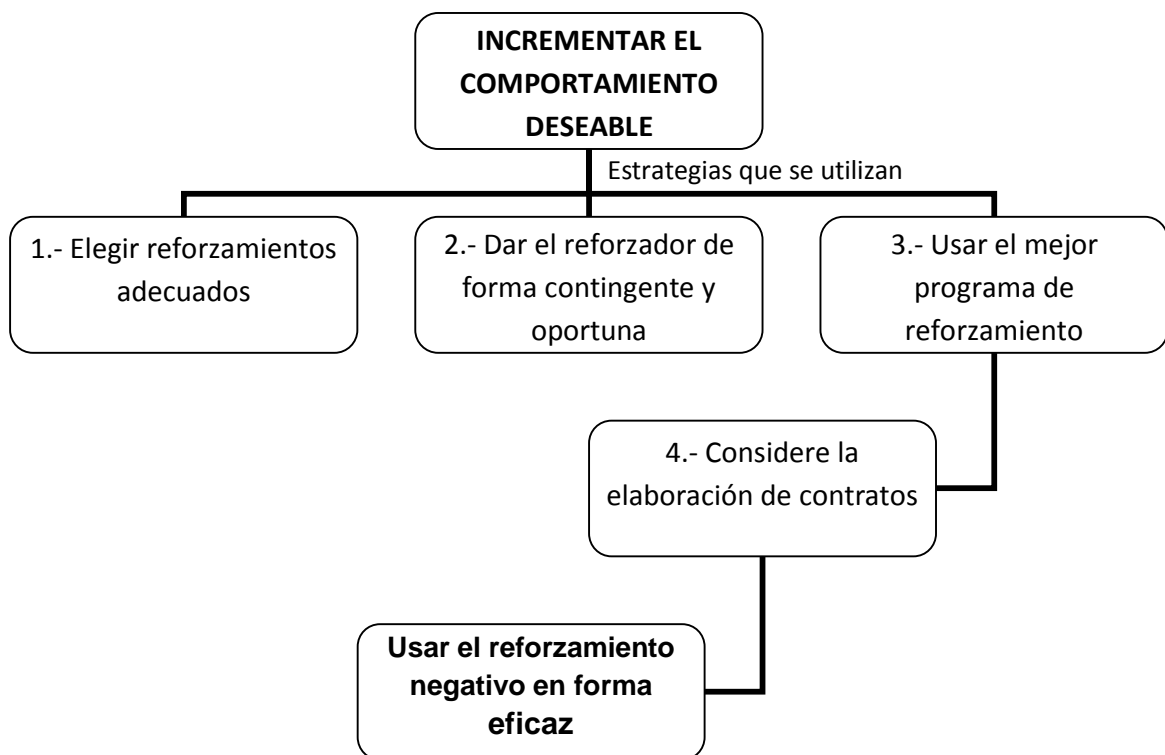 INCREMENTAR EL
COMPORTAMIENTO
DESEABLE
Estrategias que se utilizan
1.- Elegir reforzamientos
adecuados
2.- Dar el reforzador de
forma contingente y
oportuna
3.- Usar el mejor
programa de
reforzamiento
4.- Considere la
elaboración de contratos
Usar el reforzamiento
negativo en forma
eficaz